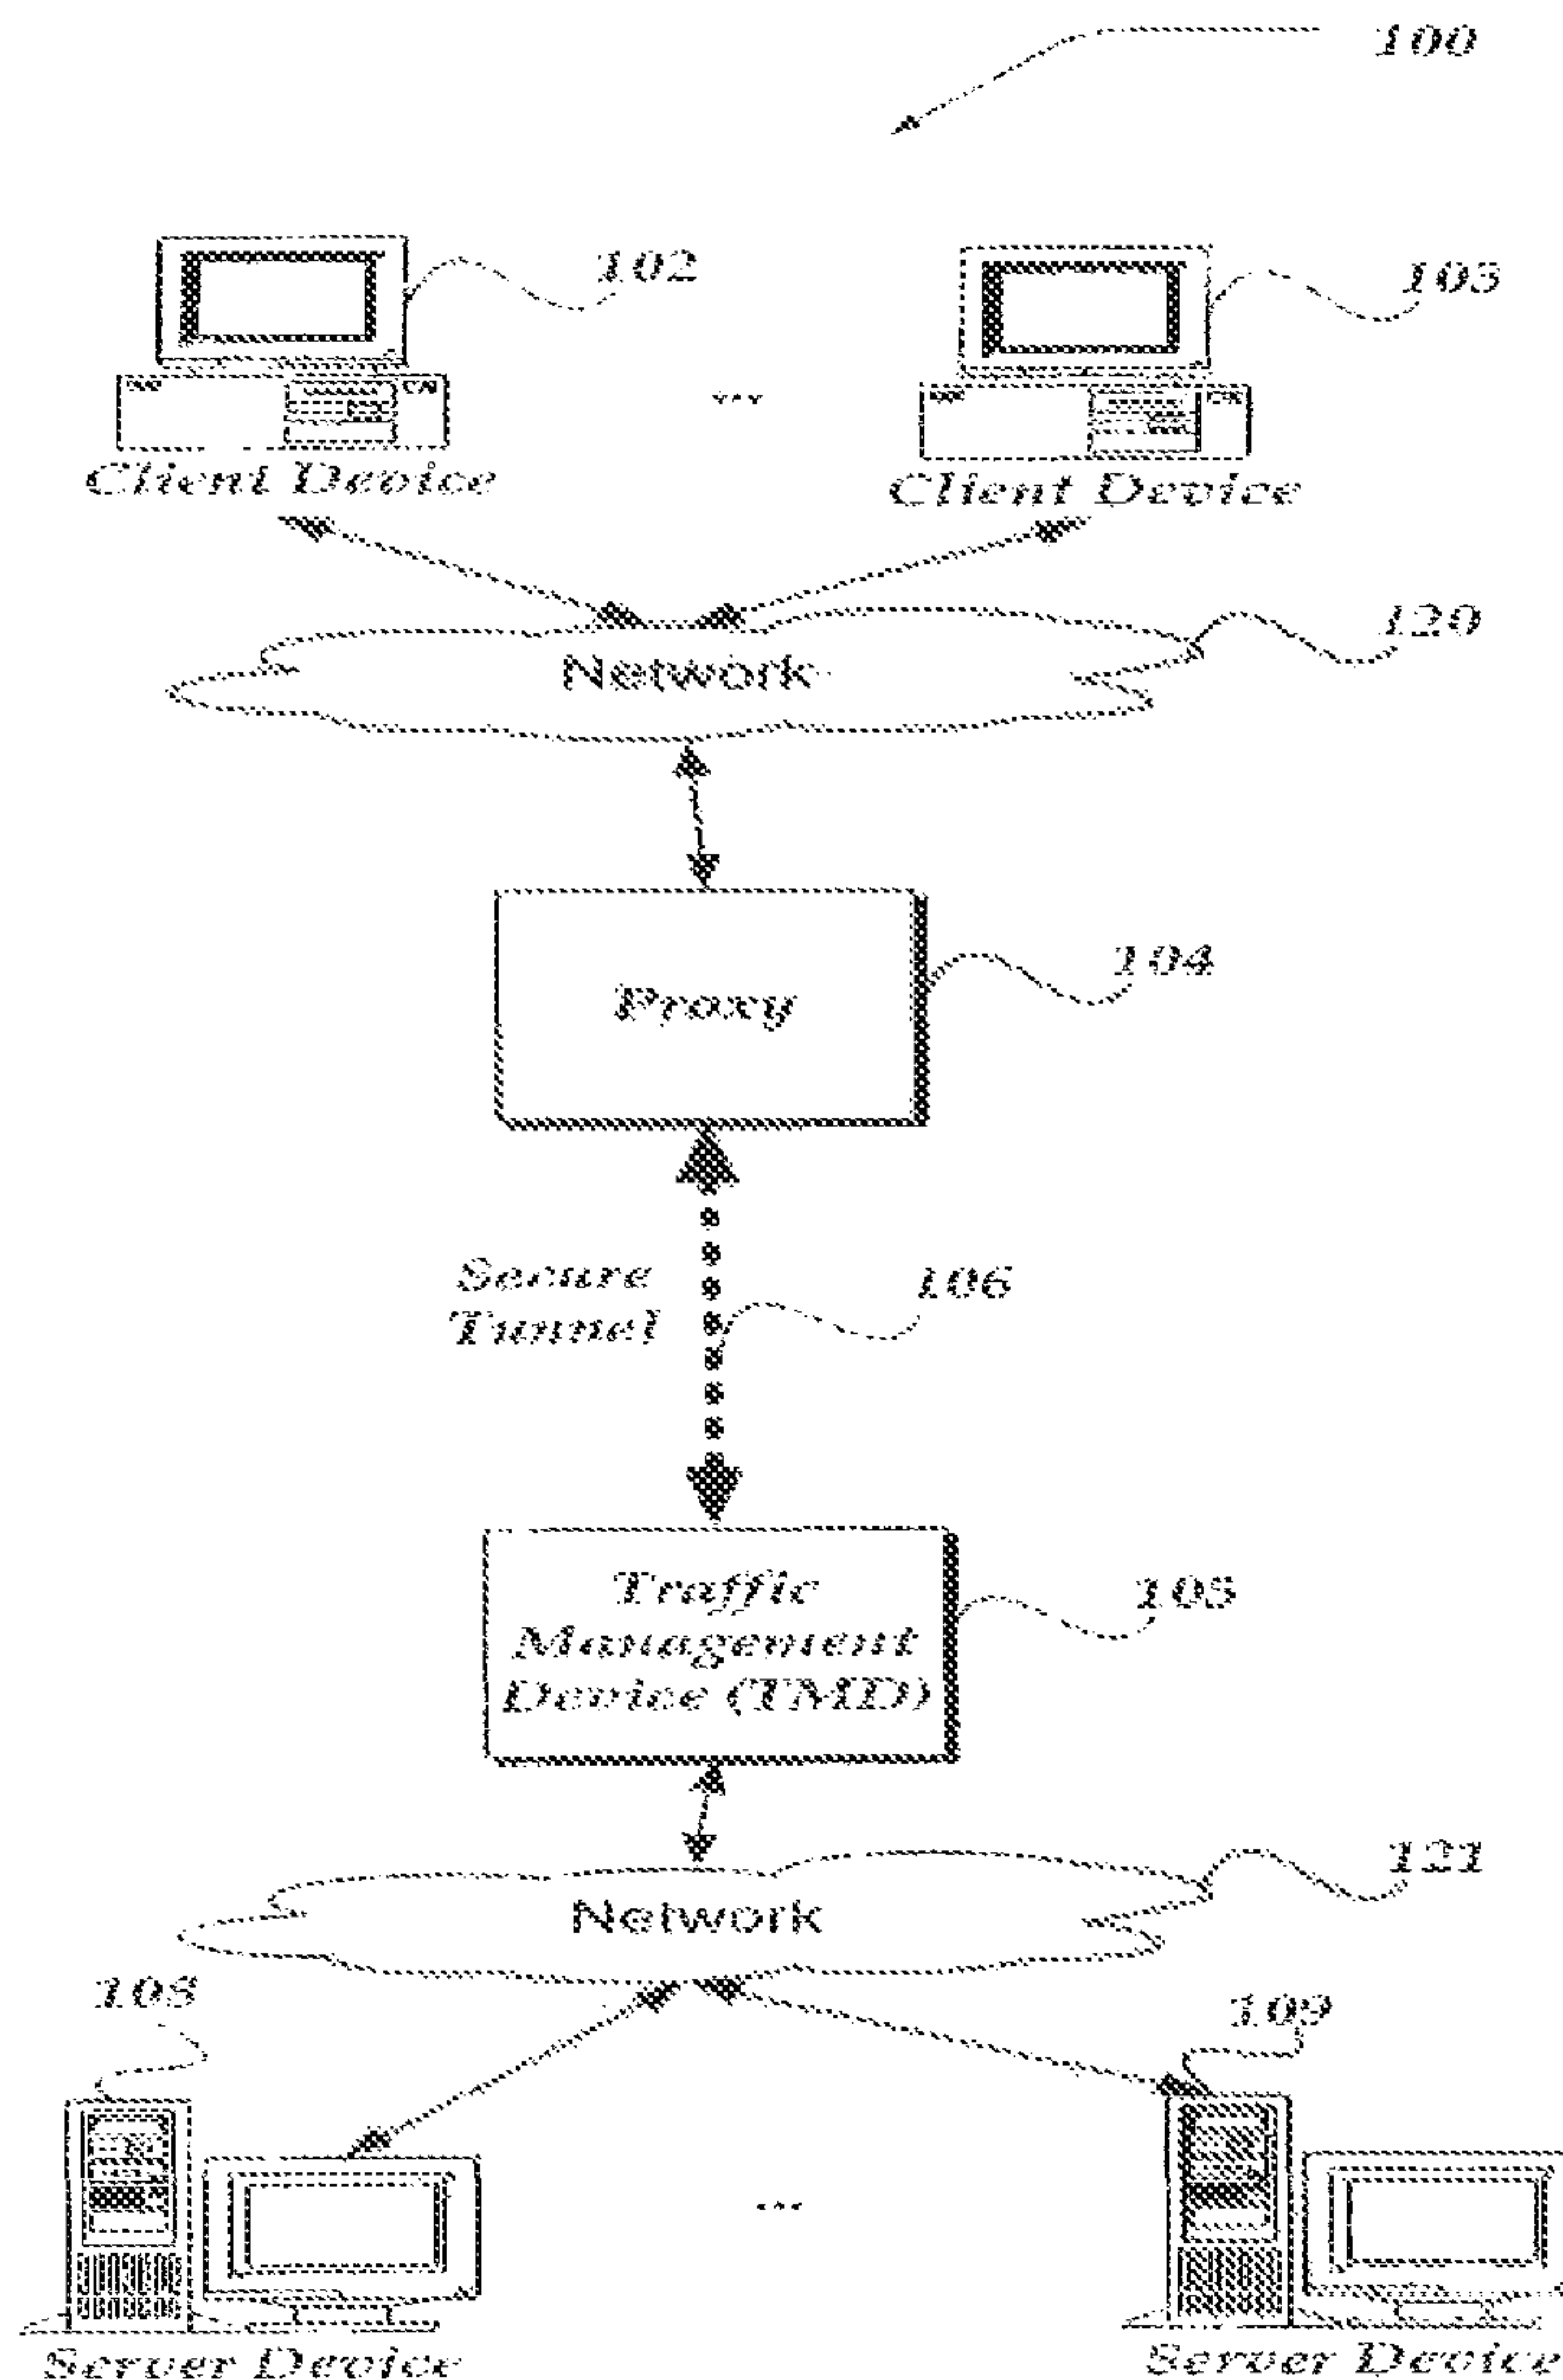 100
102
103
...
Client Device
Client Device
120
Network
104
Proxy
Secure
Tunnel
106
Traffic
Management
Device (TMD)
105
121
Network
108
109
...
Server Device
Server Device